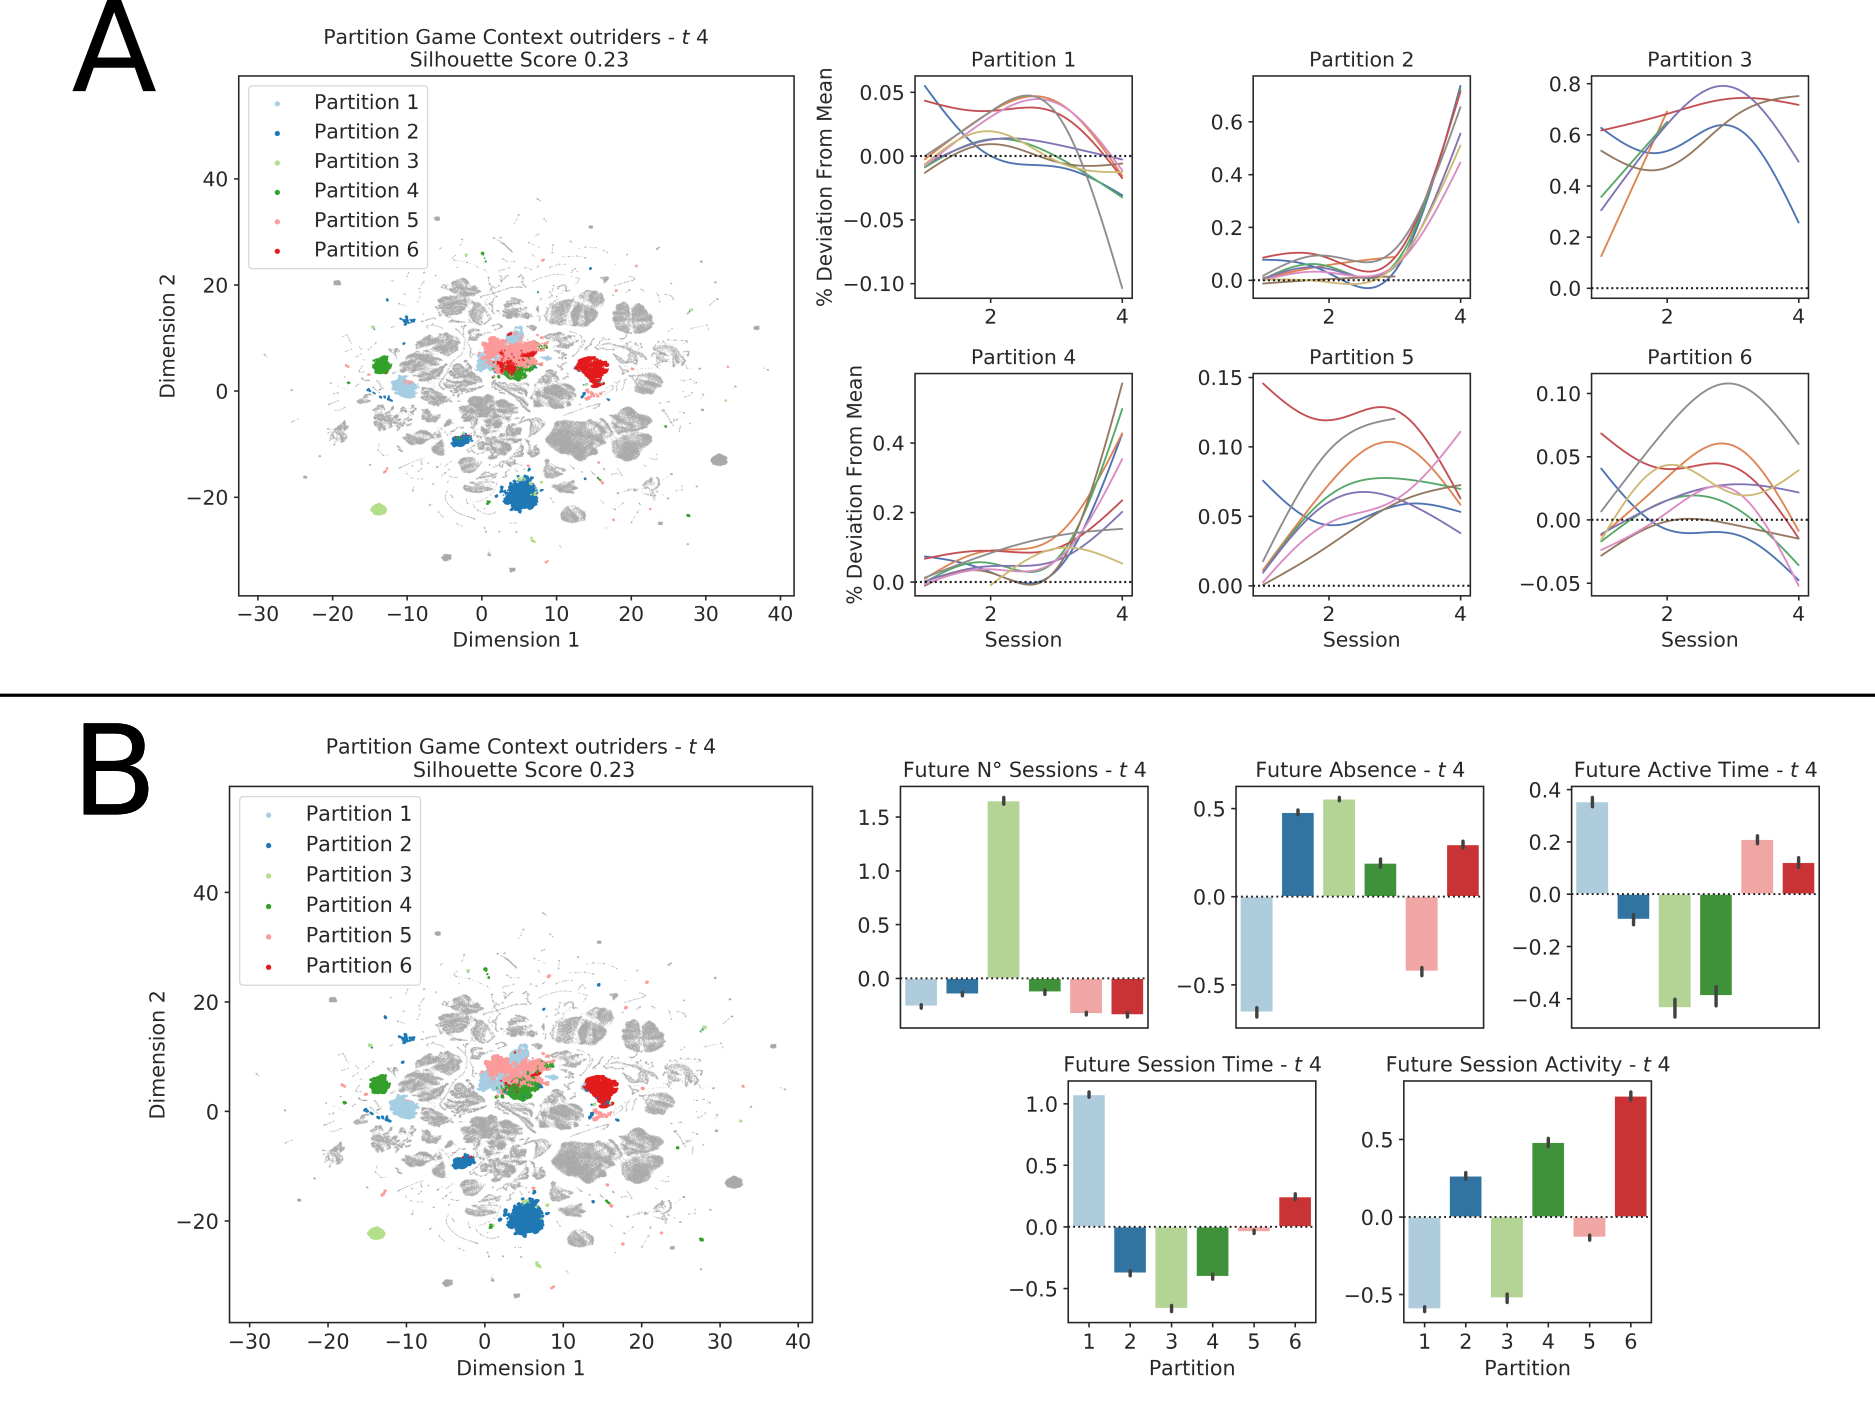 A
Partition Game Context outriders - t 4
Silhouette Score 0.23
Partition 1
Partition 2
Partition 3
Partition 4
Partition 5
Partition 6
40
20
0
−20
Dimension 2
−30 −20 −10 0 10 20 30 40
Dimension 1
Partition 1
% Deviation From Mean
0.05
0.00
−0.05
−0.10
2 4
Partition 2
0.6
0.4
0.2
0.0
2 4
Partition 3
0.8
0.6
0.4
0.2
0.0
2 4
Partition 4
% Deviation From Mean
0.4
0.2
0.0
2 4
Session
Partition 5
0.15
0.10
0.05
0.00
2 4
Session
Partition 6
0.10
0.05
0.00
−0.05
2 4
Session
B
Partition Game Context outriders - t 4
Silhouette Score 0.23
Partition 1
Partition 2
Partition 3
Partition 4
Partition 5
Partition 6
40
20
0
−20
Dimension 2
−30 −20 −10 0 10 20 30 40
Dimension 1
Future N° Sessions - t 4
1.5
1.0
0.5
0.0
Future Absence - t 4
0.5
0.0
−0.5
Future Active Time - t 4
0.4
0.2
0.0
−0.2
−0.4
Future Session Time - t 4
1.0
0.5
0.0
−0.5
1 2 3 4 5 6
Partition
Future Session Activity - t 4
0.5
0.0
−0.5
1 2 3 4 5 6
Partition